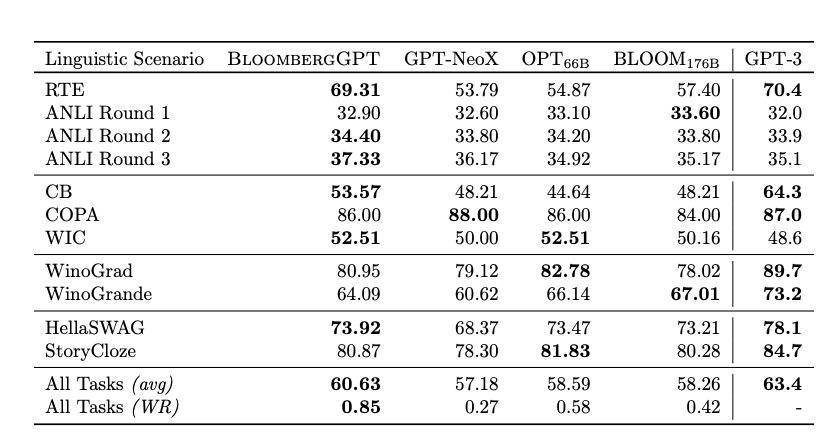 Linguistic Scenario BLOOMBERGGPT GPT-NeoX OPT66B BLOOM176B GPT-3
RTE 69.31 53.79 54.87 57.40 70.4
ANLI Round 1 32.90 32.60 33.10 33.60 32.0
ANLI Round 2 34.40 33.80 34.20 33.80 33.9
ANLI Round 3 37.33 36.17 34.92 35.17 35.1
CB 53.57 48.21 44.64 48.21 64.3
COPA 86.00 88.00 86.00 84.00 87.0
WIC 52.51 50.00 52.51 50.16 48.6
WinoGrad 80.95 79.12 82.78 78.02 89.7
WinoGrande 64.09 60.62 66.14 67.01 73.2
HellaSWAG 73.92 68.37 73.47 73.21 78.1
StoryCloze 80.87 78.30 81.83 80.28 84.7
All Tasks (avg) 60.63 57.18 58.59 58.26 63.4
All Tasks (WR) 0.85 0.27 0.58 0.42 -